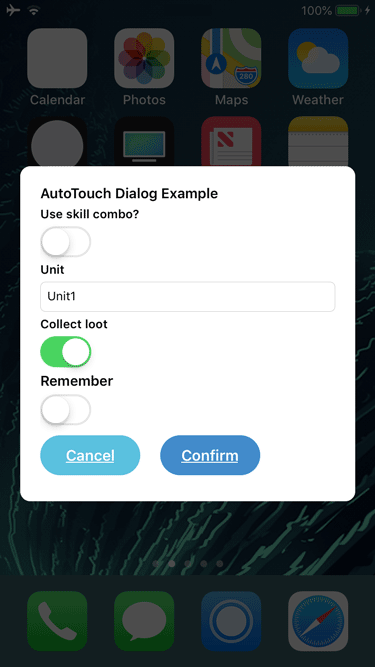 100%
Calendar Photos Maps Weather
280
AutoTouch Dialog Example
Use skill combo?
Unit
Unit1
Collect loot
Remember
Cancel Confirm